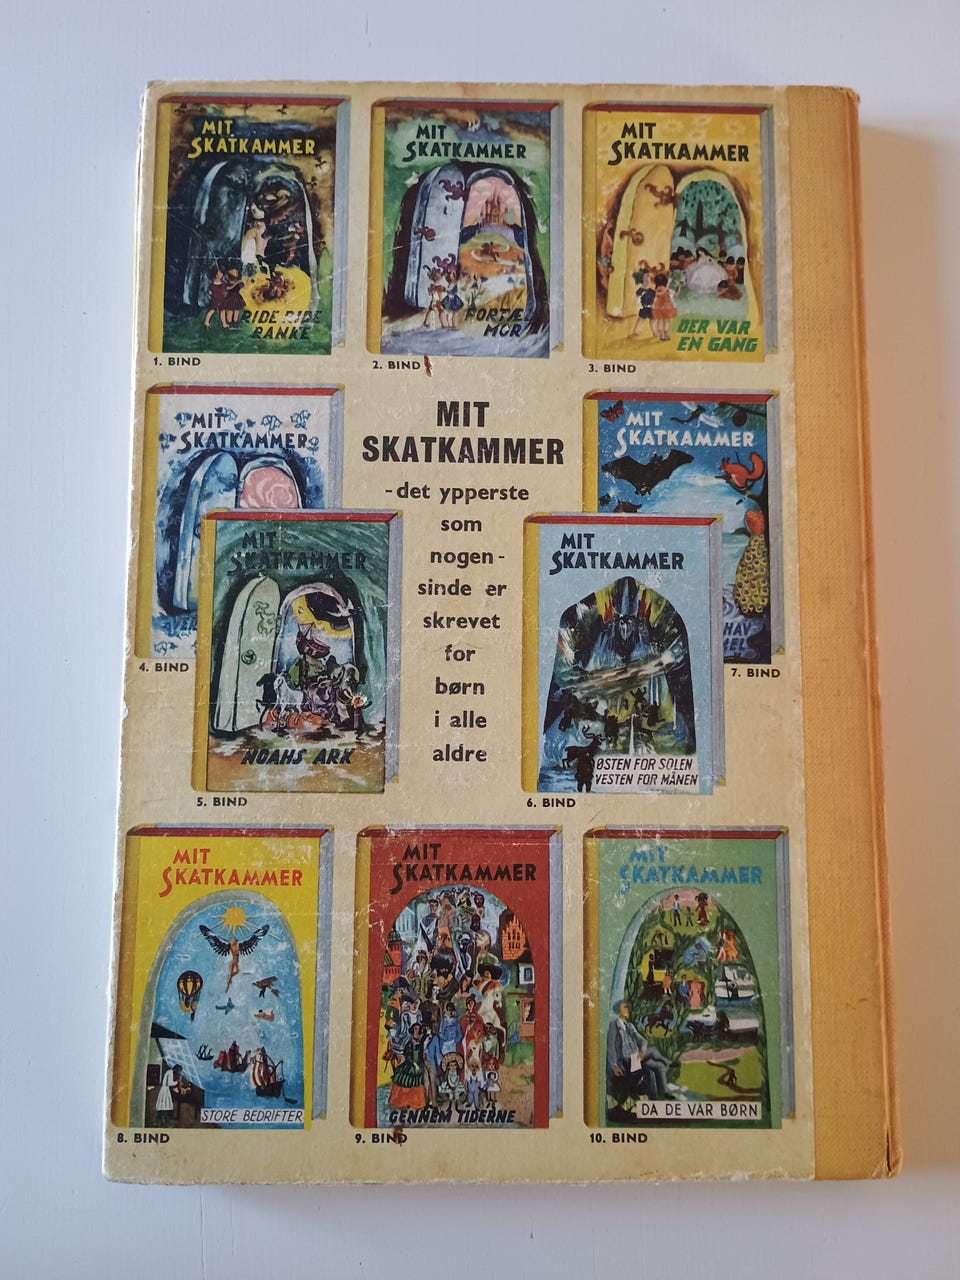 MIT
SKATKAMMER
RIDE RIDE
RANKE
1. BIND
MIT
SKATKAMMER
FORTÆL
MOR
2. BIND
MIT
SKATKAMMER
DER VAR
EN GANG
3. BIND
MIT
SKATKAMMER
4. BIND
MIT
SKATKAMMER
- det ypperste
som
nogen-
sinde er
skrevet
for
børn
i alle
aldre
MIT
SKATKAMMER
HAV
7. BIND
MIT
SKATKAMMER
NOAHS ARK
5. BIND
MIT
SKATKAMMER
ØSTEN FOR SOLEN
VESTEN FOR MÅNEN
6. BIND
MIT
SKATKAMMER
STORE BEDRIFTER
8. BIND
MIT
SKATKAMMER
GENNEM TIDERNE
9. BIND
MIT
SKATKAMMER
DA DE VAR BØRN
10. BIND